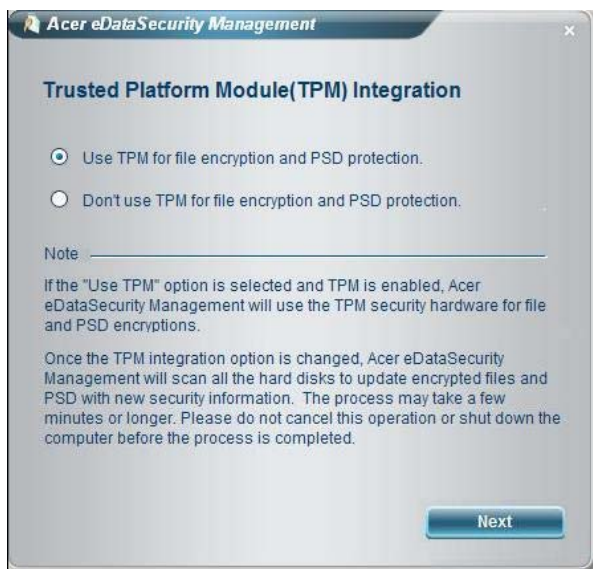 Acer eDataSecurity Management
Trusted Platform Module(TPM) Integration
Use TPM for file encryption and PSD protection.
Don't use TPM for file encryption and PSD protection.
Note
If the "Use TPM" option is selected and TPM is enabled, Acer
eDataSecurity Management will use the TPM security hardware for file
and PSD encryptions.
Once the TPM integration option is changed, Acer eDataSecurity
Management will scan all the hard disks to update encrypted files and
PSD with new security information. The process may take a few
minutes or longer. Please do not cancel this operation or shut down the
computer before the process is completed.
Next